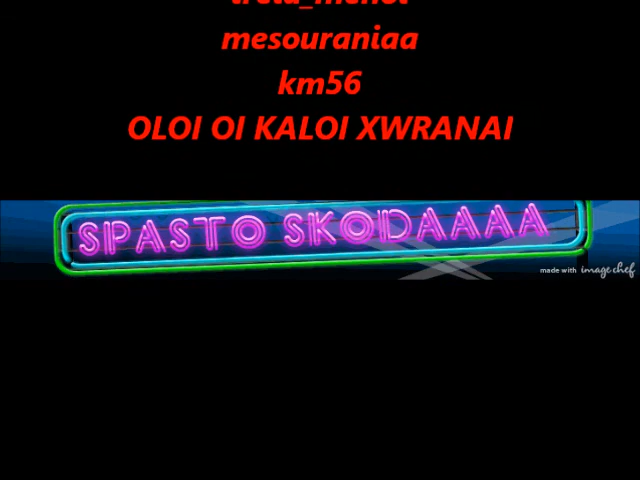 mesouraniaa
km56
OLOI OI KALOI XWRANAI
SPASTO SKODAAAA
made with imagechef